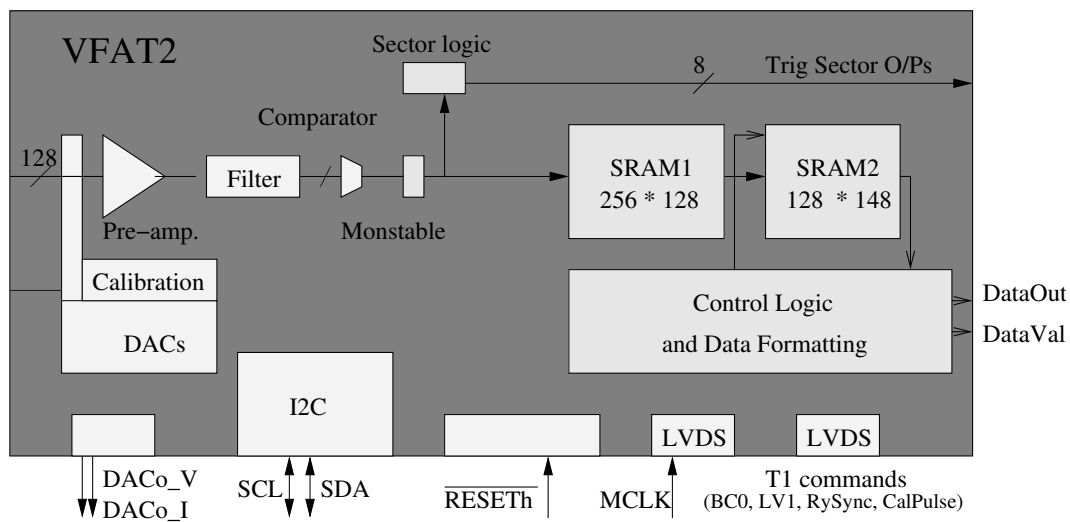 VFAT2
Sector logic
8
Trig Sector O/Ps
Comparator
128
Filter
SRAM1
256 * 128
SRAM2
128 * 148
Pre-amp.
Monstable
Calibration
DACs
Control Logic
and Data Formatting
DataOut
DataVal
I2C
LVDS
LVDS
DACo_V
DACo_I
SCL
SDA
RESETh
MCLK
T1 commands
(BC0, LV1, RySync, CalPulse)